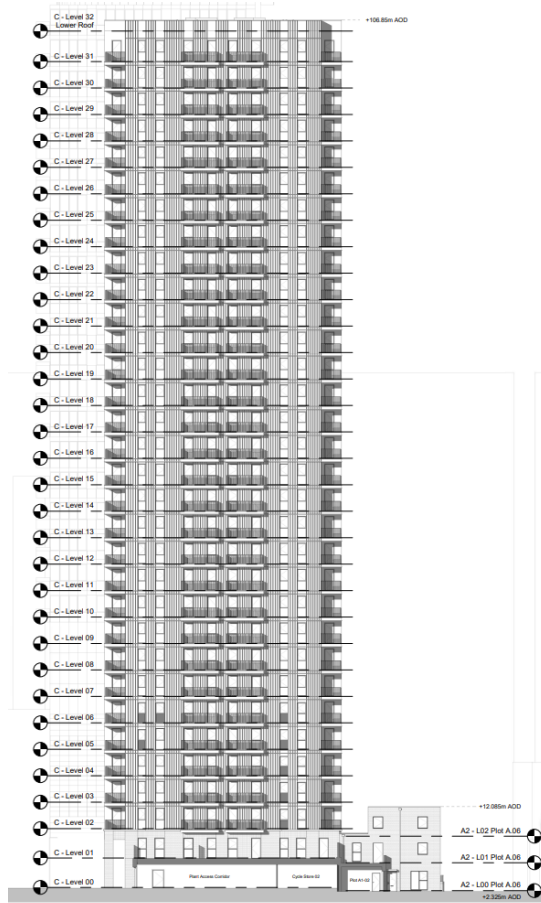 C - Level 32
Lower Roof
+106.85m AOD
C - Level 31
C - Level 30
C - Level 29
C - Level 28
C - Level 27
C - Level 26
C - Level 25
C - Level 24
C - Level 23
C - Level 22
C - Level 21
C - Level 20
C - Level 19
C - Level 18
C - Level 17
C - Level 16
C - Level 15
C - Level 14
C - Level 13
C - Level 12
C - Level 11
C - Level 10
C - Level 09
C - Level 08
C - Level 07
C - Level 06
C - Level 05
C - Level 04
C - Level 03
+12.085m AOD
C - Level 02
A2 - L02 Plot A.06
C - Level 01
A2 - L01 Plot A.06
Plant Access Corridor
Cycle Store 02
Plot A1-02
C - Level 00
A2 - L00 Plot A.06
+2.325m AOD